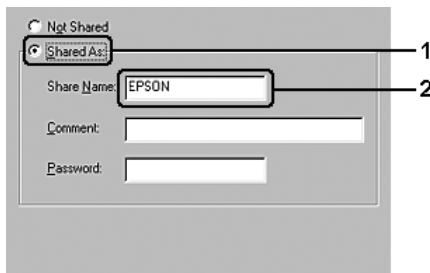 Not Shared
Shared As: 1
Share Name: EPSON 2
Comment:
Password: